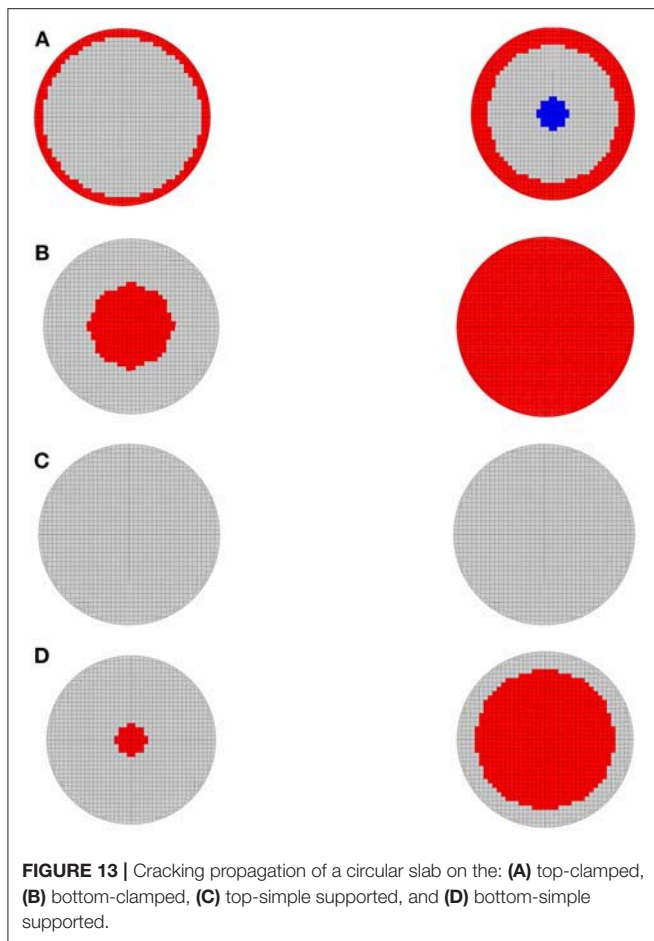 A
B
C
D
FIGURE 13 | Cracking propagation of a circular slab on the: (A) top-clamped,
(B) bottom-clamped, (C) top-simple supported, and (D) bottom-simple
supported.